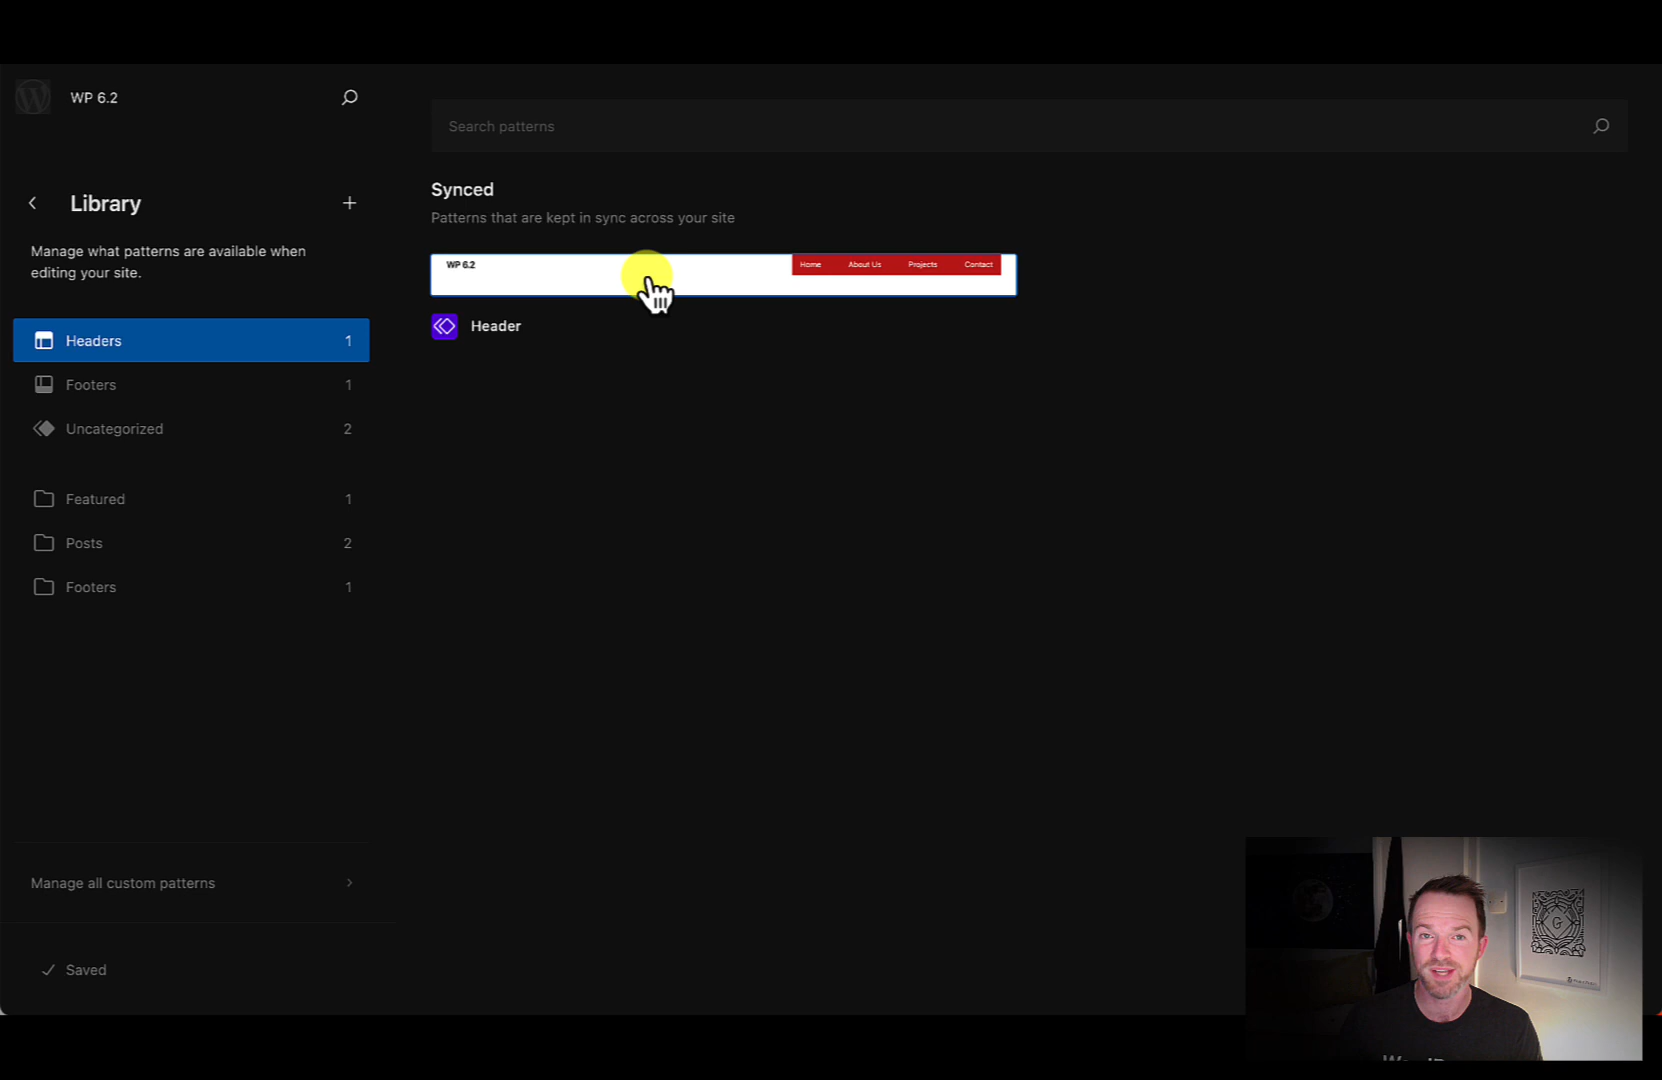 WP 6.2
Search patterns
Library
Manage what patterns are available when
editing your site.
Headers 1
Footers 1
Uncategorized 2
Featured 1
Posts 2
Footers 1
Manage all custom patterns
Saved
Synced
Patterns that are kept in sync across your site
WP 6.2
Home About Us Projects Contact
Header
G